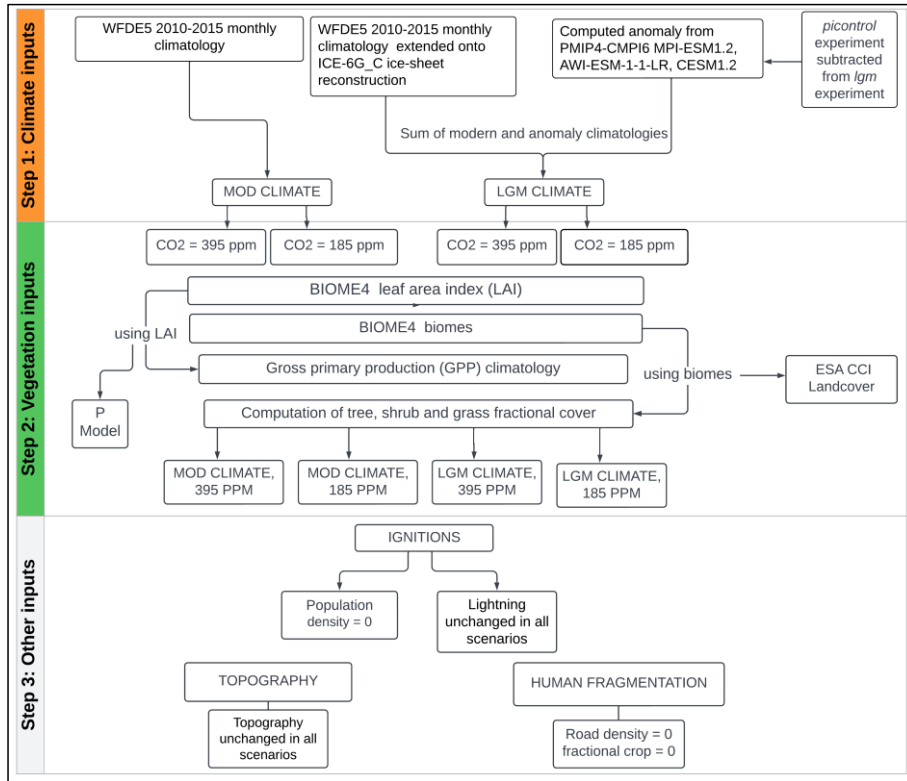 Step 1: Climate inputs
WFDE5 2010-2015 monthly
climatology
WFDE5 2010-2015 monthly
climatology extended onto
ICE-6G_C ice-sheet
reconstruction
Computed anomaly from
PMIP4-CMPI6 MPI-ESM1.2,
AWI-ESM-1-1-LR, CESM1.2
picontrol
experiment
subtracted
from lgm
experiment
Sum of modern and anomaly climatologies
MOD CLIMATE
LGM CLIMATE
Step 2: Vegetation inputs
CO2 = 395 ppm
CO2 = 185 ppm
CO2 = 395 ppm
CO2 = 185 ppm
BIOME4 leaf area index (LAI)
BIOME4 biomes
using LAI
Gross primary production (GPP) climatology
using biomes
ESA CCI
Landcover
P
Model
Computation of tree, shrub and grass fractional cover
MOD CLIMATE,
395 PPM
MOD CLIMATE,
185 PPM
LGM CLIMATE,
395 PPM
LGM CLIMATE,
185 PPM
Step 3: Other inputs
IGNITIONS
Population
density = 0
Lightning
unchanged in all
scenarios
TOPOGRAPHY
HUMAN FRAGMENTATION
Topography
unchanged in all
scenarios
Road density = 0
fractional crop = 0